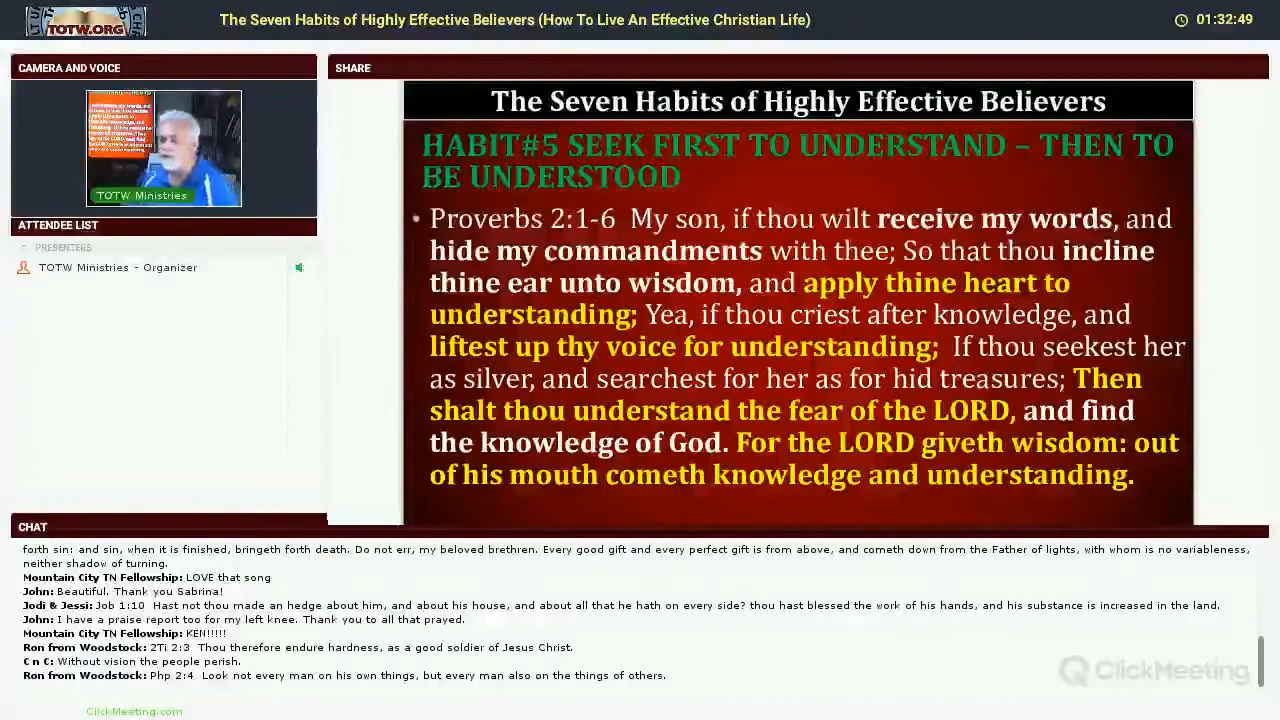 TOTW.ORG
The Seven Habits of Highly Effective Believers (How To Live An Effective Christian Life)
01:32:49
CAMERA AND VOICE
TOTW Ministries
ATTENDEE LIST
PRESENTERS
TOTW Ministries - Organizer
SHARE
The Seven Habits of Highly Effective Believers
HABIT#5 SEEK FIRST TO UNDERSTAND – THEN TO
BE UNDERSTOOD
• Proverbs 2:1-6 My son, if thou wilt receive my words, and
hide my commandments with thee; So that thou incline
thine ear unto wisdom, and apply thine heart to
understanding; Yea, if thou criest after knowledge, and
liftest up thy voice for understanding; If thou seekest her
as silver, and searchest for her as for hid treasures; Then
shalt thou understand the fear of the LORD, and find
the knowledge of God. For the LORD giveth wisdom: out
of his mouth cometh knowledge and understanding.
CHAT
forth sin: and sin, when it is finished, bringeth forth death. Do not err, my beloved brethren. Every good gift and every perfect gift is from above, and cometh down from the Father of lights, with whom is no variableness,
neither shadow of turning.
Mountain City TN Fellowship: LOVE that song
John: Beautiful. Thank you Sabrina!
Jodi & Jessi: Job 1:10 Hast not thou made an hedge about him, and about his house, and about all that he hath on every side? thou hast blessed the work of his hands, and his substance is increased in the land.
John: I have a praise report too for my left knee. Thank you to all that prayed.
Mountain City TN Fellowship: KEN!!!!!
Ron from Woodstock: 2Ti 2:3 Thou therefore endure hardness, as a good soldier of Jesus Christ.
C n C: Without vision the people perish.
Ron from Woodstock: Php 2:4 Look not every man on his own things, but every man also on the things of others.
ClickMeeting
ClickMeeting.com